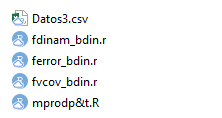 Datos3.csv
fdinam_bdin.r
ferror_bdin.r
fvcov_bdin.r
mprodp&t.R